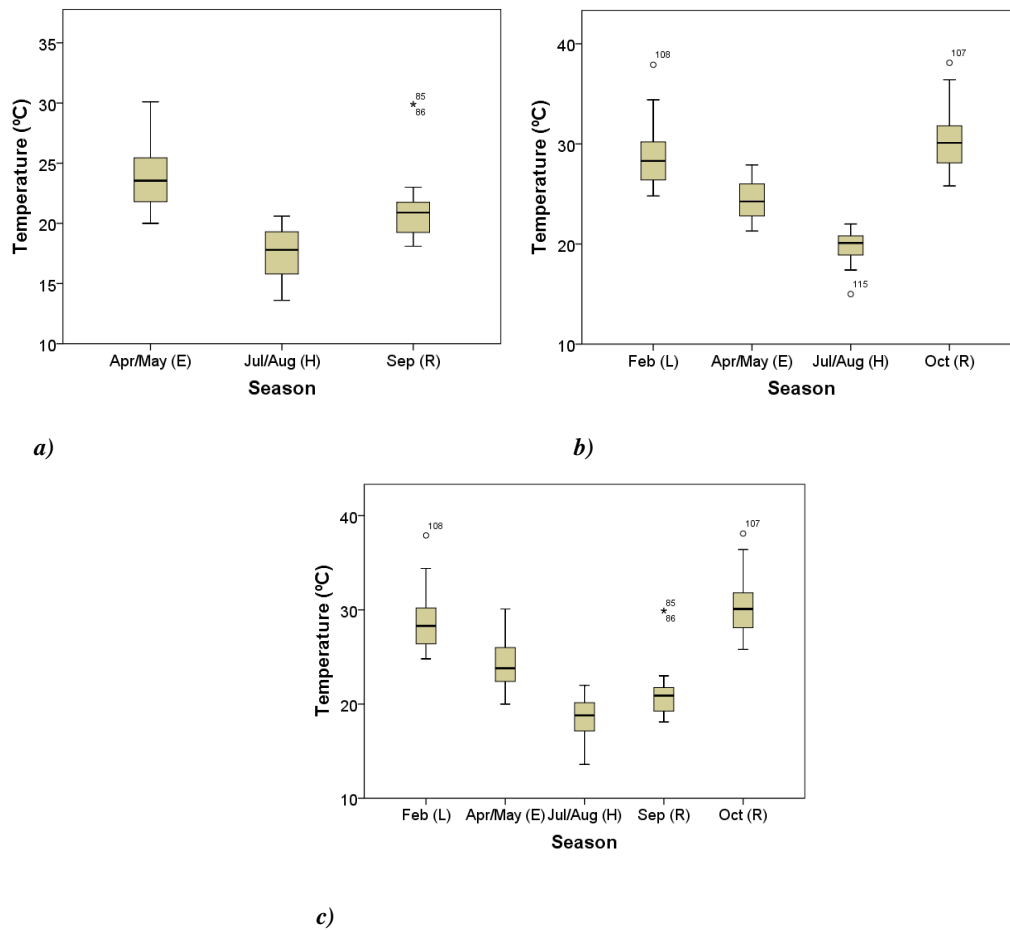 35
30
25
20
15
10
Temperature (ºC)
85
86
Apr/May (E) Jul/Aug (H) Sep (R)
Season
a)
40
30
20
10
Temperature (ºC)
108
107
115
Feb (L) Apr/May (E) Jul/Aug (H) Oct (R)
Season
b)
40
30
20
10
Temperature (ºC)
108
85
86
107
Feb (L) Apr/May (E) Jul/Aug (H) Sep (R) Oct (R)
Season
c)